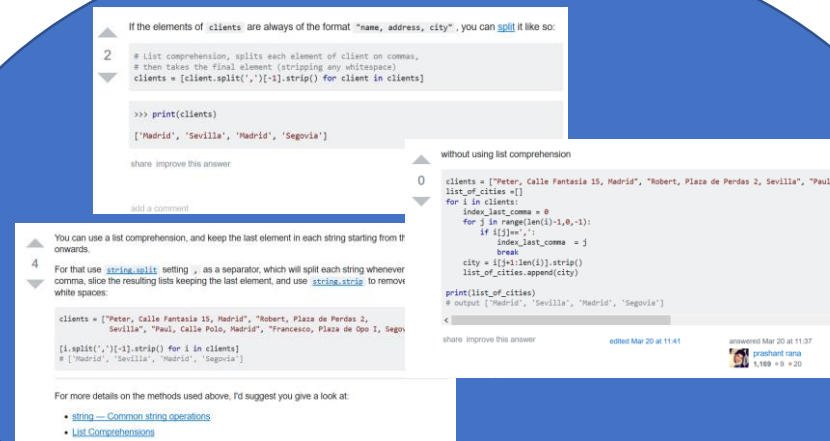 If the elements of clients are always of the format "name, address, city" , you can split it like so:
2
# List comprehension, splits each element of client on commas,
# then takes the final element (stripping any whitespace)
clients = [client.split(',')[-1].strip() for client in clients]
>>> print(clients)
['Madrid', 'Sevilla', 'Madrid', 'Segovia']
share improve this answer
add a comment
without using list comprehension
0
clients = ["Peter, Calle Fantasia 15, Madrid", "Robert, Plaza de Perdas 2, Sevilla", "Paul
list_of_cities =[]
for i in clients:
    index_last_comma = 0
    for j in range(len(i)-1,0,-1):
        if i[j]==',':
            index_last_comma  = j
            break
    city = i[j+1:len(i)].strip()
    list_of_cities.append(city)
print(list_of_cities)
# output ['Madrid', 'Sevilla', 'Madrid', 'Segovia']
share improve this answer
edited Mar 20 at 11:41
answered Mar 20 at 11:37
prashant rana
1,169 9 20
You can use a list comprehension, and keep the last element in each string starting from
onwards.
4
For that use string.split setting , as a separator, which will split each string whenever
comma, slice the resulting lists keeping the last element, and use string.strip to remove
white spaces:
clients = ["Peter, Calle Fantasia 15, Madrid", "Robert, Plaza de Perdas 2,
Sevilla", "Paul, Calle Polo, Madrid", "Francesco, Plaza de Opo I, Segov
[i.split(',')[-1].strip() for i in clients]
# ['Madrid', 'Sevilla', 'Madrid', 'Segovia']
For more details on the methods used above, I'd suggest you give a look at:
• string — Common string operations
• List Comprehensions